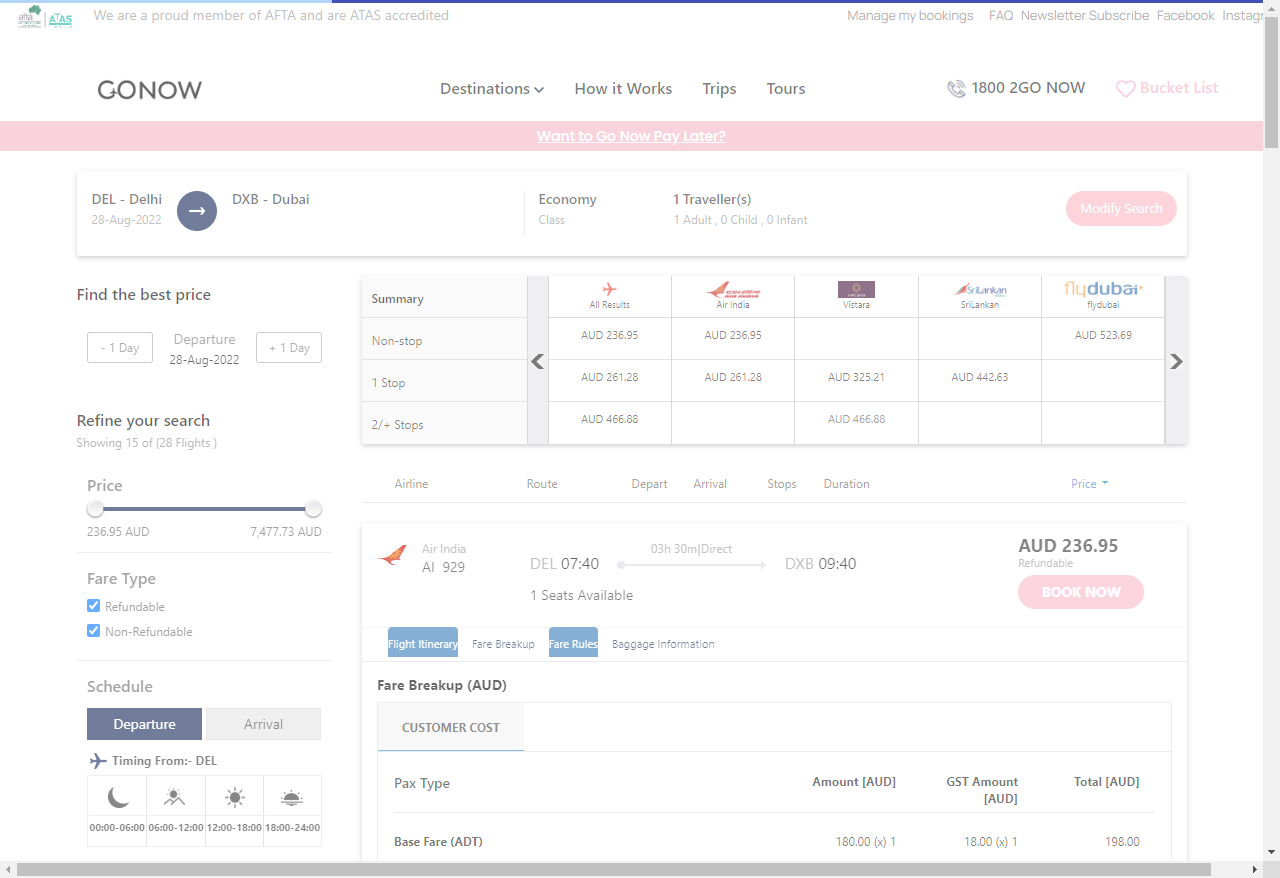 afta ATAS We are a proud member of AFTA and are ATAS accredited Manage my bookings FAQ Newsletter Subscribe Facebook Instagr
GONOW Destinations How it Works Trips Tours 1800 2GO NOW Bucket List
Want to Go Now Pay Later?
DEL - Delhi DXB - Dubai Economy 1 Traveller(s)
28-Aug-2022 Class 1 Adult , 0 Child , 0 Infant Modify Search
Find the best price
- 1 Day Departure + 1 Day
28-Aug-2022
Refine your search
Showing 15 of (28 Flights )
Price
236.95 AUD 7,477.73 AUD
Fare Type
Refundable
Non-Refundable
Schedule
Departure Arrival
Timing From:- DEL
00:00-06:00 06:00-12:00 12:00-18:00 18:00-24:00
Summary All Results Air India Vistara SriLankan SriLankan flydubai flydubai
Non-stop AUD 236.95 AUD 236.95 AUD 523.69
1 Stop AUD 261.28 AUD 261.28 AUD 325.21 AUD 442.63
2/+ Stops AUD 466.88 AUD 466.88
Airline Route Depart Arrival Stops Duration Price
Air India 03h 30m|Direct AUD 236.95
AI 929 DEL 07:40 DXB 09:40 Refundable
1 Seats Available BOOK NOW
Flight Itinerary Fare Breakup Fare Rules Baggage Information
Fare Breakup (AUD)
CUSTOMER COST
Pax Type Amount [AUD] GST Amount [AUD] Total [AUD]
Base Fare (ADT) 180.00 (x) 1 18.00 (x) 1 198.00